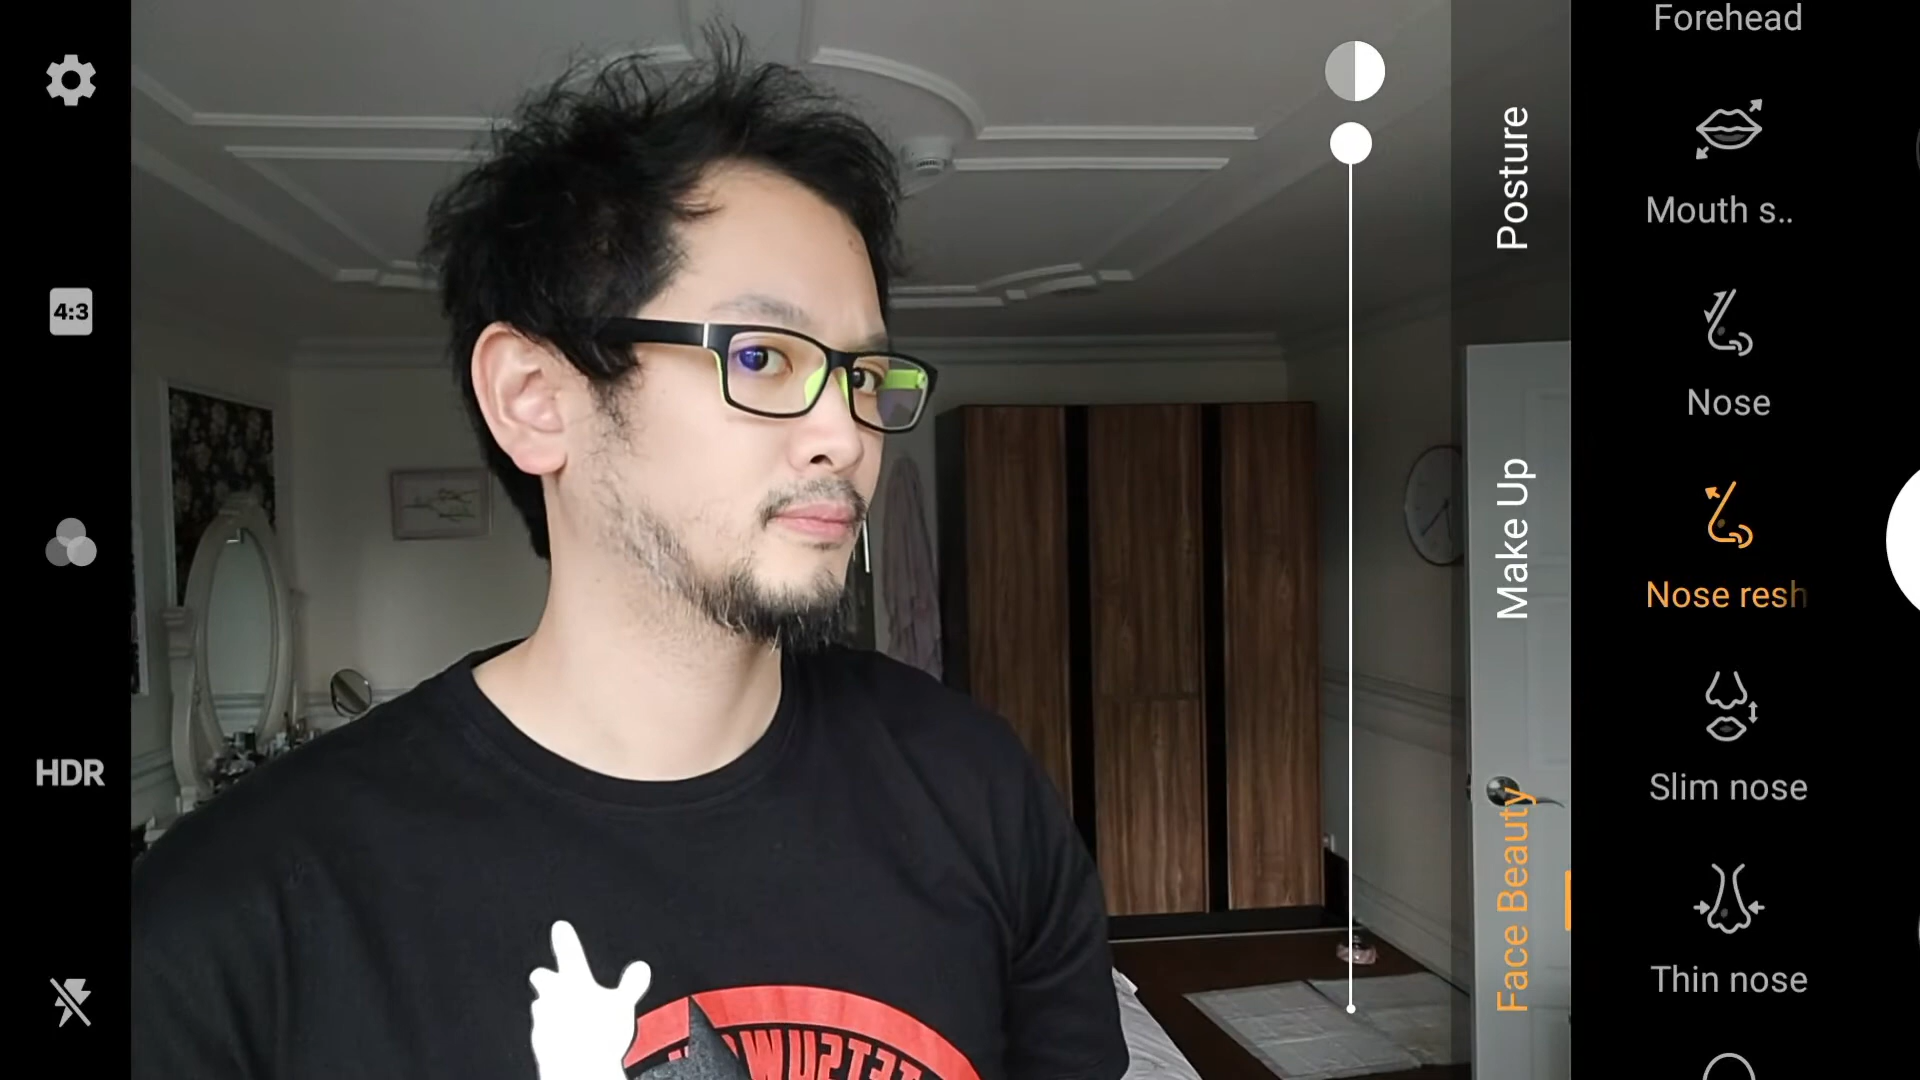 4:3
HDR
Posture
Make Up
Face Beauty
Forehead
Mouth s..
Nose
Nose resh
Slim nose
Thin nose